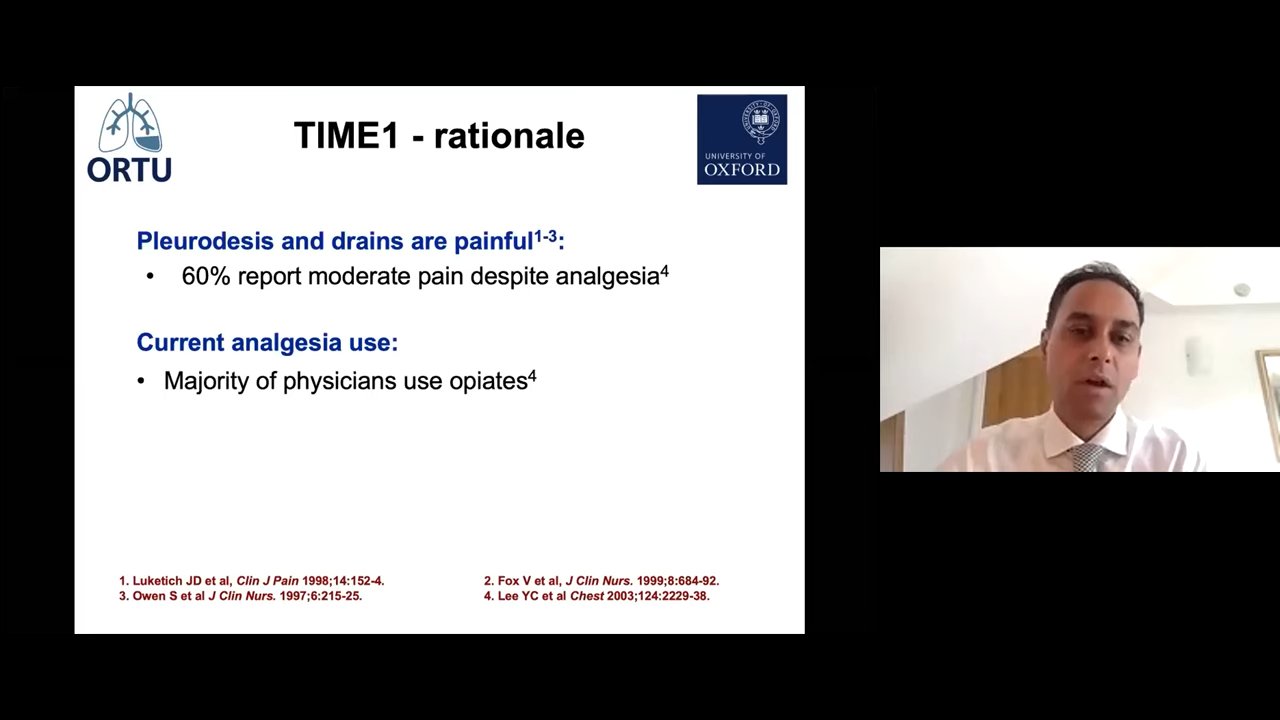 ORTU
TIME1 - rationale
UNIVERSITY OF
OXFORD
Pleurodesis and drains are painful1-3:
• 60% report moderate pain despite analgesia4
Current analgesia use:
• Majority of physicians use opiates4
1. Luketich JD et al, Clin J Pain 1998;14:152-4.
2. Fox V et al, J Clin Nurs. 1999;8:684-92.
3. Owen S et al J Clin Nurs. 1997;6:215-25.
4. Lee YC et al Chest 2003;124:2229-38.